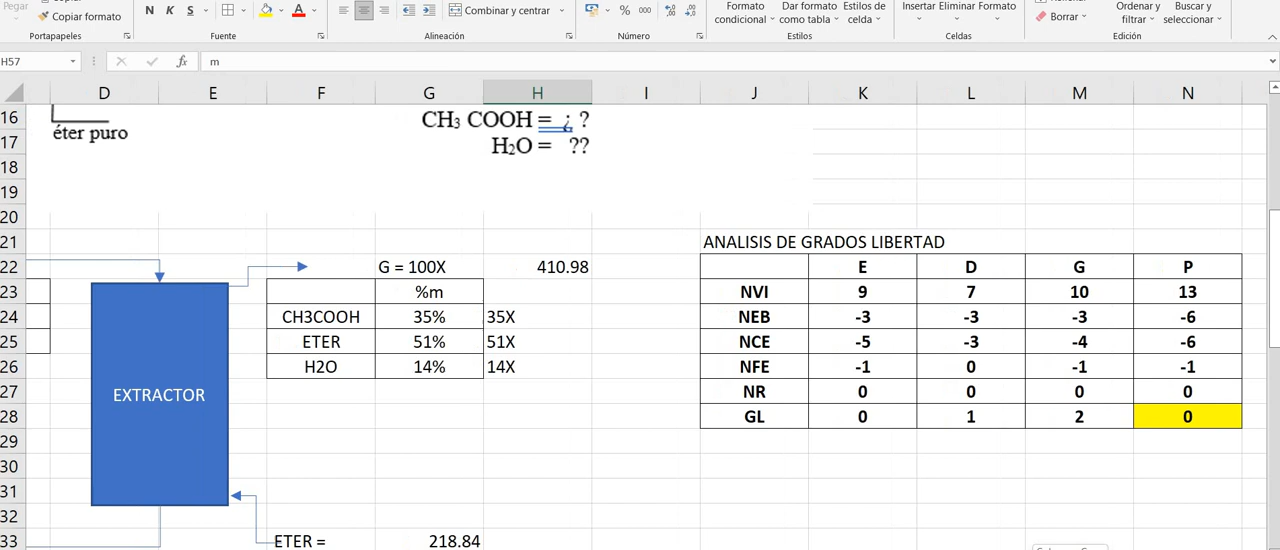 Pegar
Copiar formato
N K S
A
Combinar y centrar
% 000
Formato condicional
Dar formato como tabla
Estilos de celda
Insertar Eliminar Formato
Borrar
Ordenar y filtrar
Buscar y seleccionar
Portapapeles Fuente Alineación Número Estilos Celdas Edición
H57 fx m
D E F G H I J K L M N
16 CH₃ COOH = ¿ ?
éter puro
17 H₂O = ??
18
19
20
21 ANALISIS DE GRADOS LIBERTAD
22 G = 100X 410.98 E D G P
23 %m NVI 9 7 10 13
24 CH3COOH 35% 35X NEB -3 -3 -3 -6
25 ETER 51% 51X NCE -5 -3 -4 -6
26 H2O 14% 14X NFE -1 0 -1 -1
27 NR 0 0 0 0
EXTRACTOR
28 GL 0 1 2 0
29
30
31
32
33 ETER = 218.84